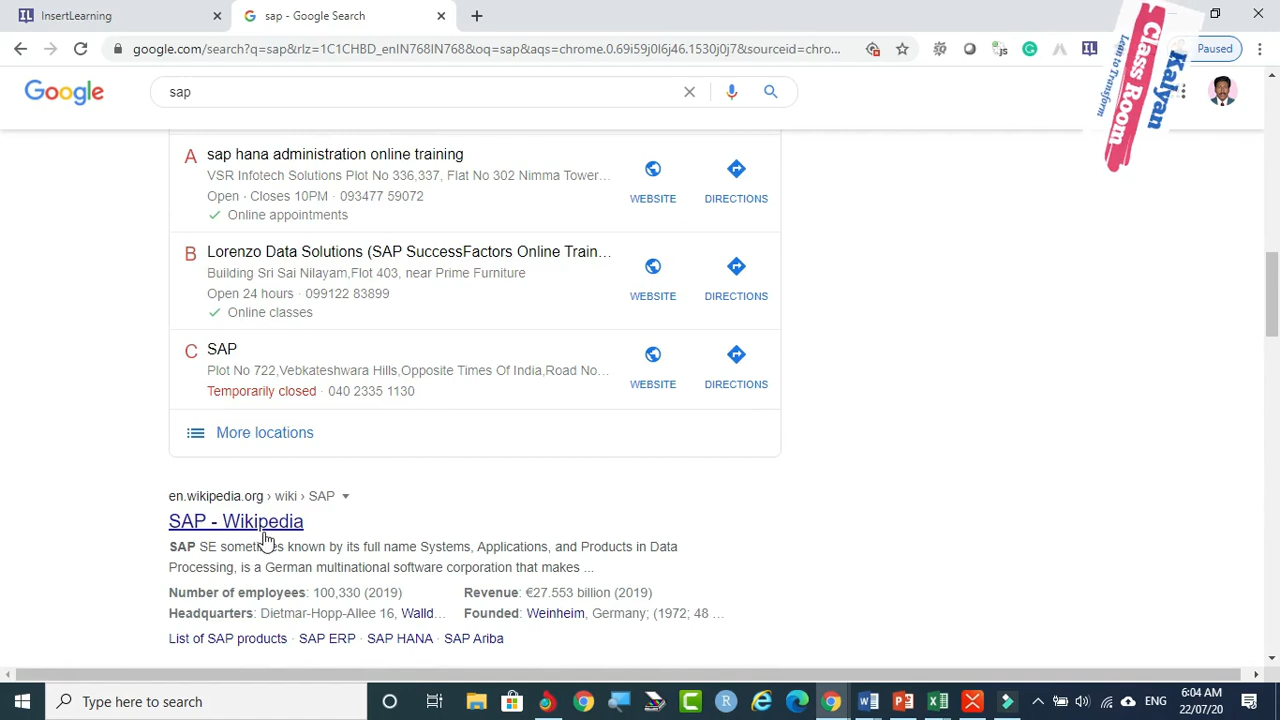 InsertLearning
sap - Google Search
google.com/search?q=sap&rlz=1C1CHBD_enIN768IN768&oq=sap&aqs=chrome.0.69i59j0l6j46.1530j0j7&sourceid=chro...
Paused
Google
sap
Kalyan
Class Room
Lean to Transform
A sap hana administration online training
VSR Infotech Solutions Plot No 336,337, Flat No 302 Nimma Tower...
Open · Closes 10PM · 093477 59072
Online appointments
WEBSITE
DIRECTIONS
B Lorenzo Data Solutions (SAP SuccessFactors Online Train...
Building Sri Sai Nilayam,Flot 403, near Prime Furniture
Open 24 hours · 099122 83899
Online classes
WEBSITE
DIRECTIONS
C SAP
Plot No 722,Vebkateshwara Hills,Opposite Times Of India,Road No...
Temporarily closed · 040 2335 1130
WEBSITE
DIRECTIONS
More locations
en.wikipedia.org › wiki › SAP
SAP - Wikipedia
SAP SE sometimes known by its full name Systems, Applications, and Products in Data
Processing, is a German multinational software corporation that makes ...
Number of employees: 100,330 (2019)
Revenue: €27.553 billion (2019)
Headquarters: Dietmar-Hopp-Allee 16, Walld...
Founded: Weinheim, Germany; (1972; 48 ...
List of SAP products · SAP ERP · SAP HANA · SAP Ariba
Type here to search
ENG
6:04 AM
22/07/20